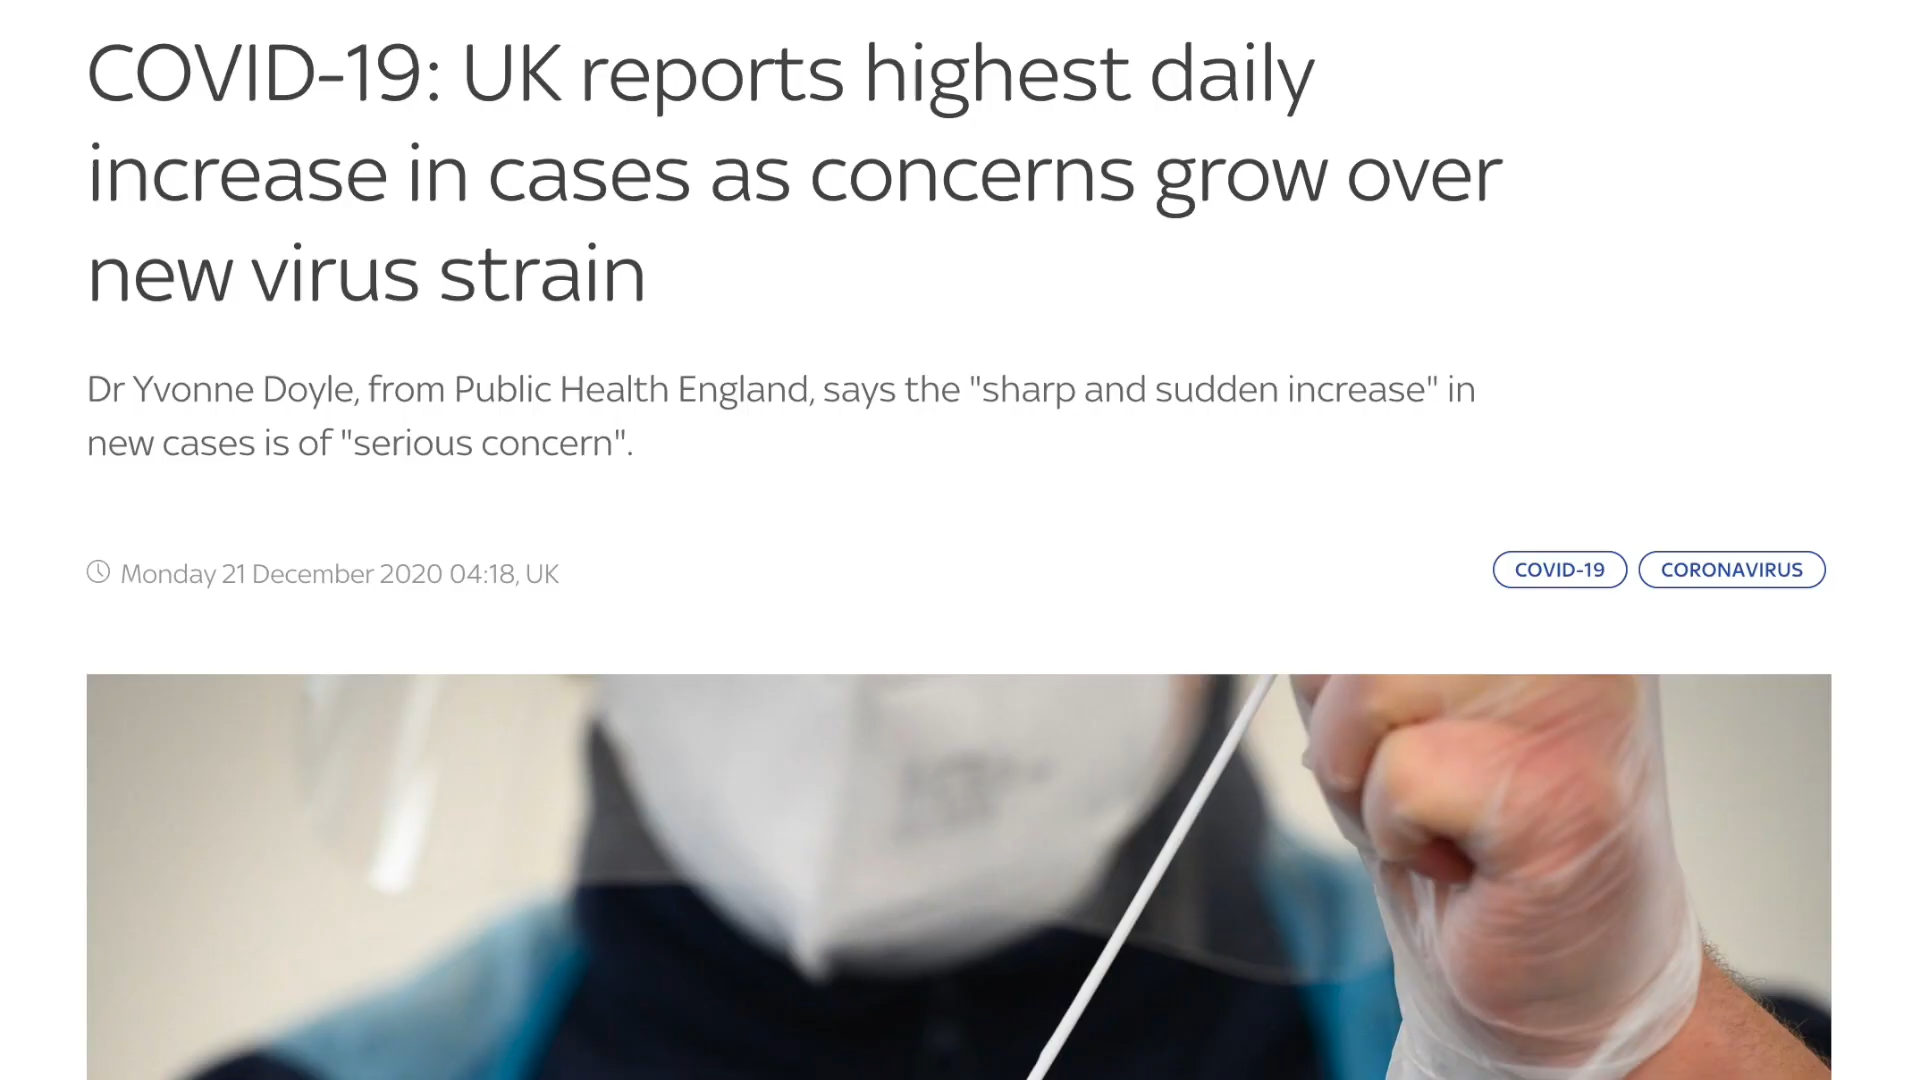 COVID-19: UK reports highest daily
increase in cases as concerns grow over
new virus strain
Dr Yvonne Doyle, from Public Health England, says the "sharp and sudden increase" in
new cases is of "serious concern".
Monday 21 December 2020 04:18, UK
COVID-19
CORONAVIRUS